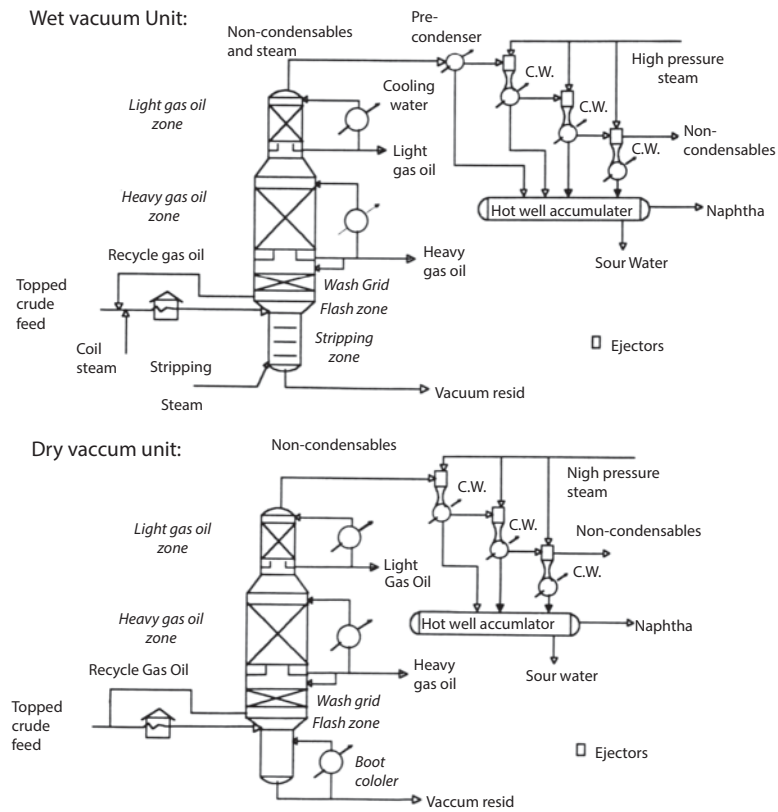 Wet vacuum Unit:
Non-condensables
and steam
Pre-
condenser
C.W.
High pressure
steam
Cooling
water
C.W.
Light gas oil
zone
C.W.
Non-
condensables
Light
gas oil
Heavy gas oil
zone
Hot well accumulater
Naphtha
Recycle gas oil
Heavy
gas oil
Sour Water
Topped
crude
feed
Wash Grid
Flash zone
Coil
steam
Stripping
zone
Ejectors
Stripping
Steam
Vacuum resid
Dry vaccum unit:
Non-condensables
C.W.
Nigh pressure
steam
Light gas oil
zone
C.W.
Non-condensables
Light
Gas Oil
C.W.
Heavy gas oil
zone
Hot well accumlator
Naphtha
Recycle Gas Oil
Heavy
gas oil
Sour water
Topped
crude
feed
Wash grid
Flash zone
Boot
cololer
Ejectors
Vaccum resid